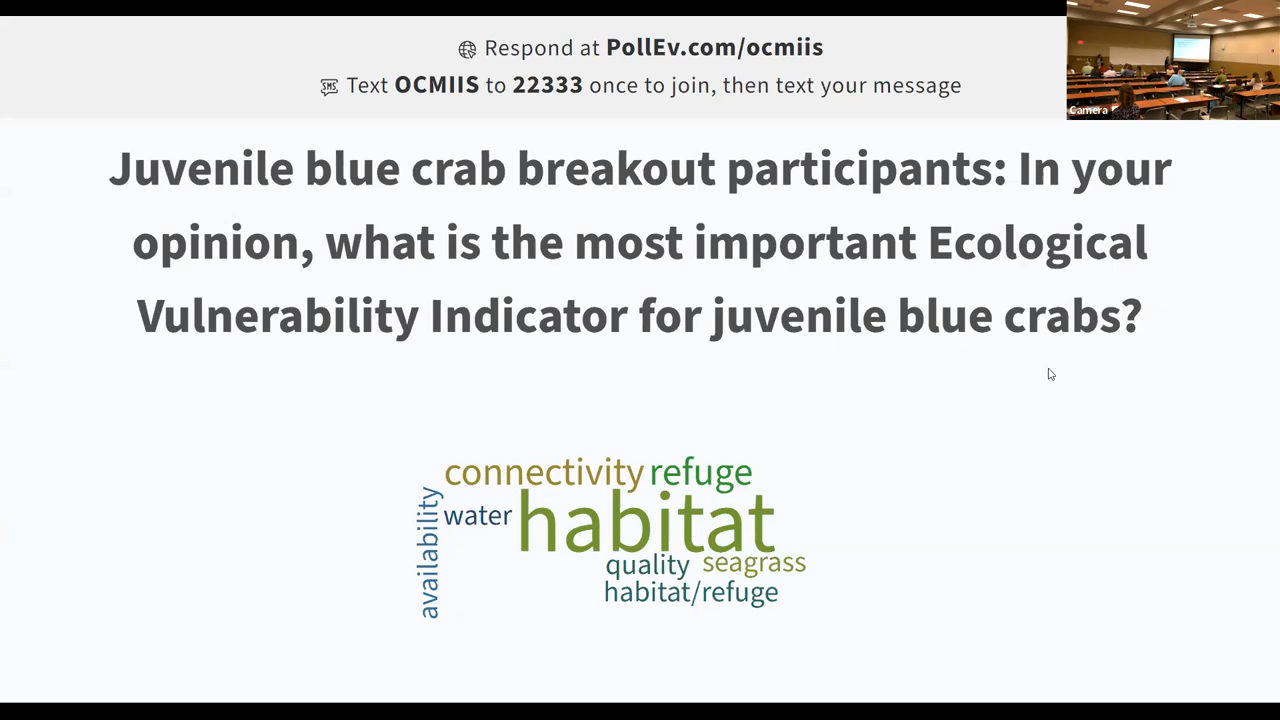 Respond at PollEv.com/ocmiis
SMS Text OCMIIS to 22333 once to join, then text your message
Camera
Juvenile blue crab breakout participants: In your
opinion, what is the most important Ecological
Vulnerability Indicator for juvenile blue crabs?
connectivity refuge
availability
water habitat
quality seagrass
habitat/refuge